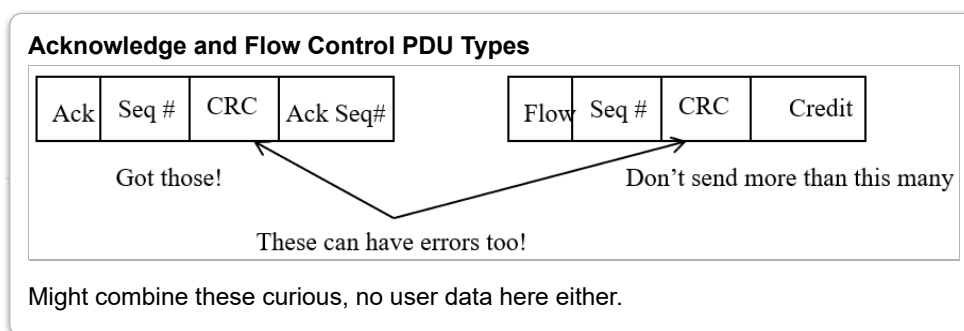 Acknowledge and Flow Control PDU Types
Ack Seq # CRC Ack Seq# Flow Seq # CRC Credit
Got those! Don't send more than this many
These can have errors too!
Might combine these curious, no user data here either.